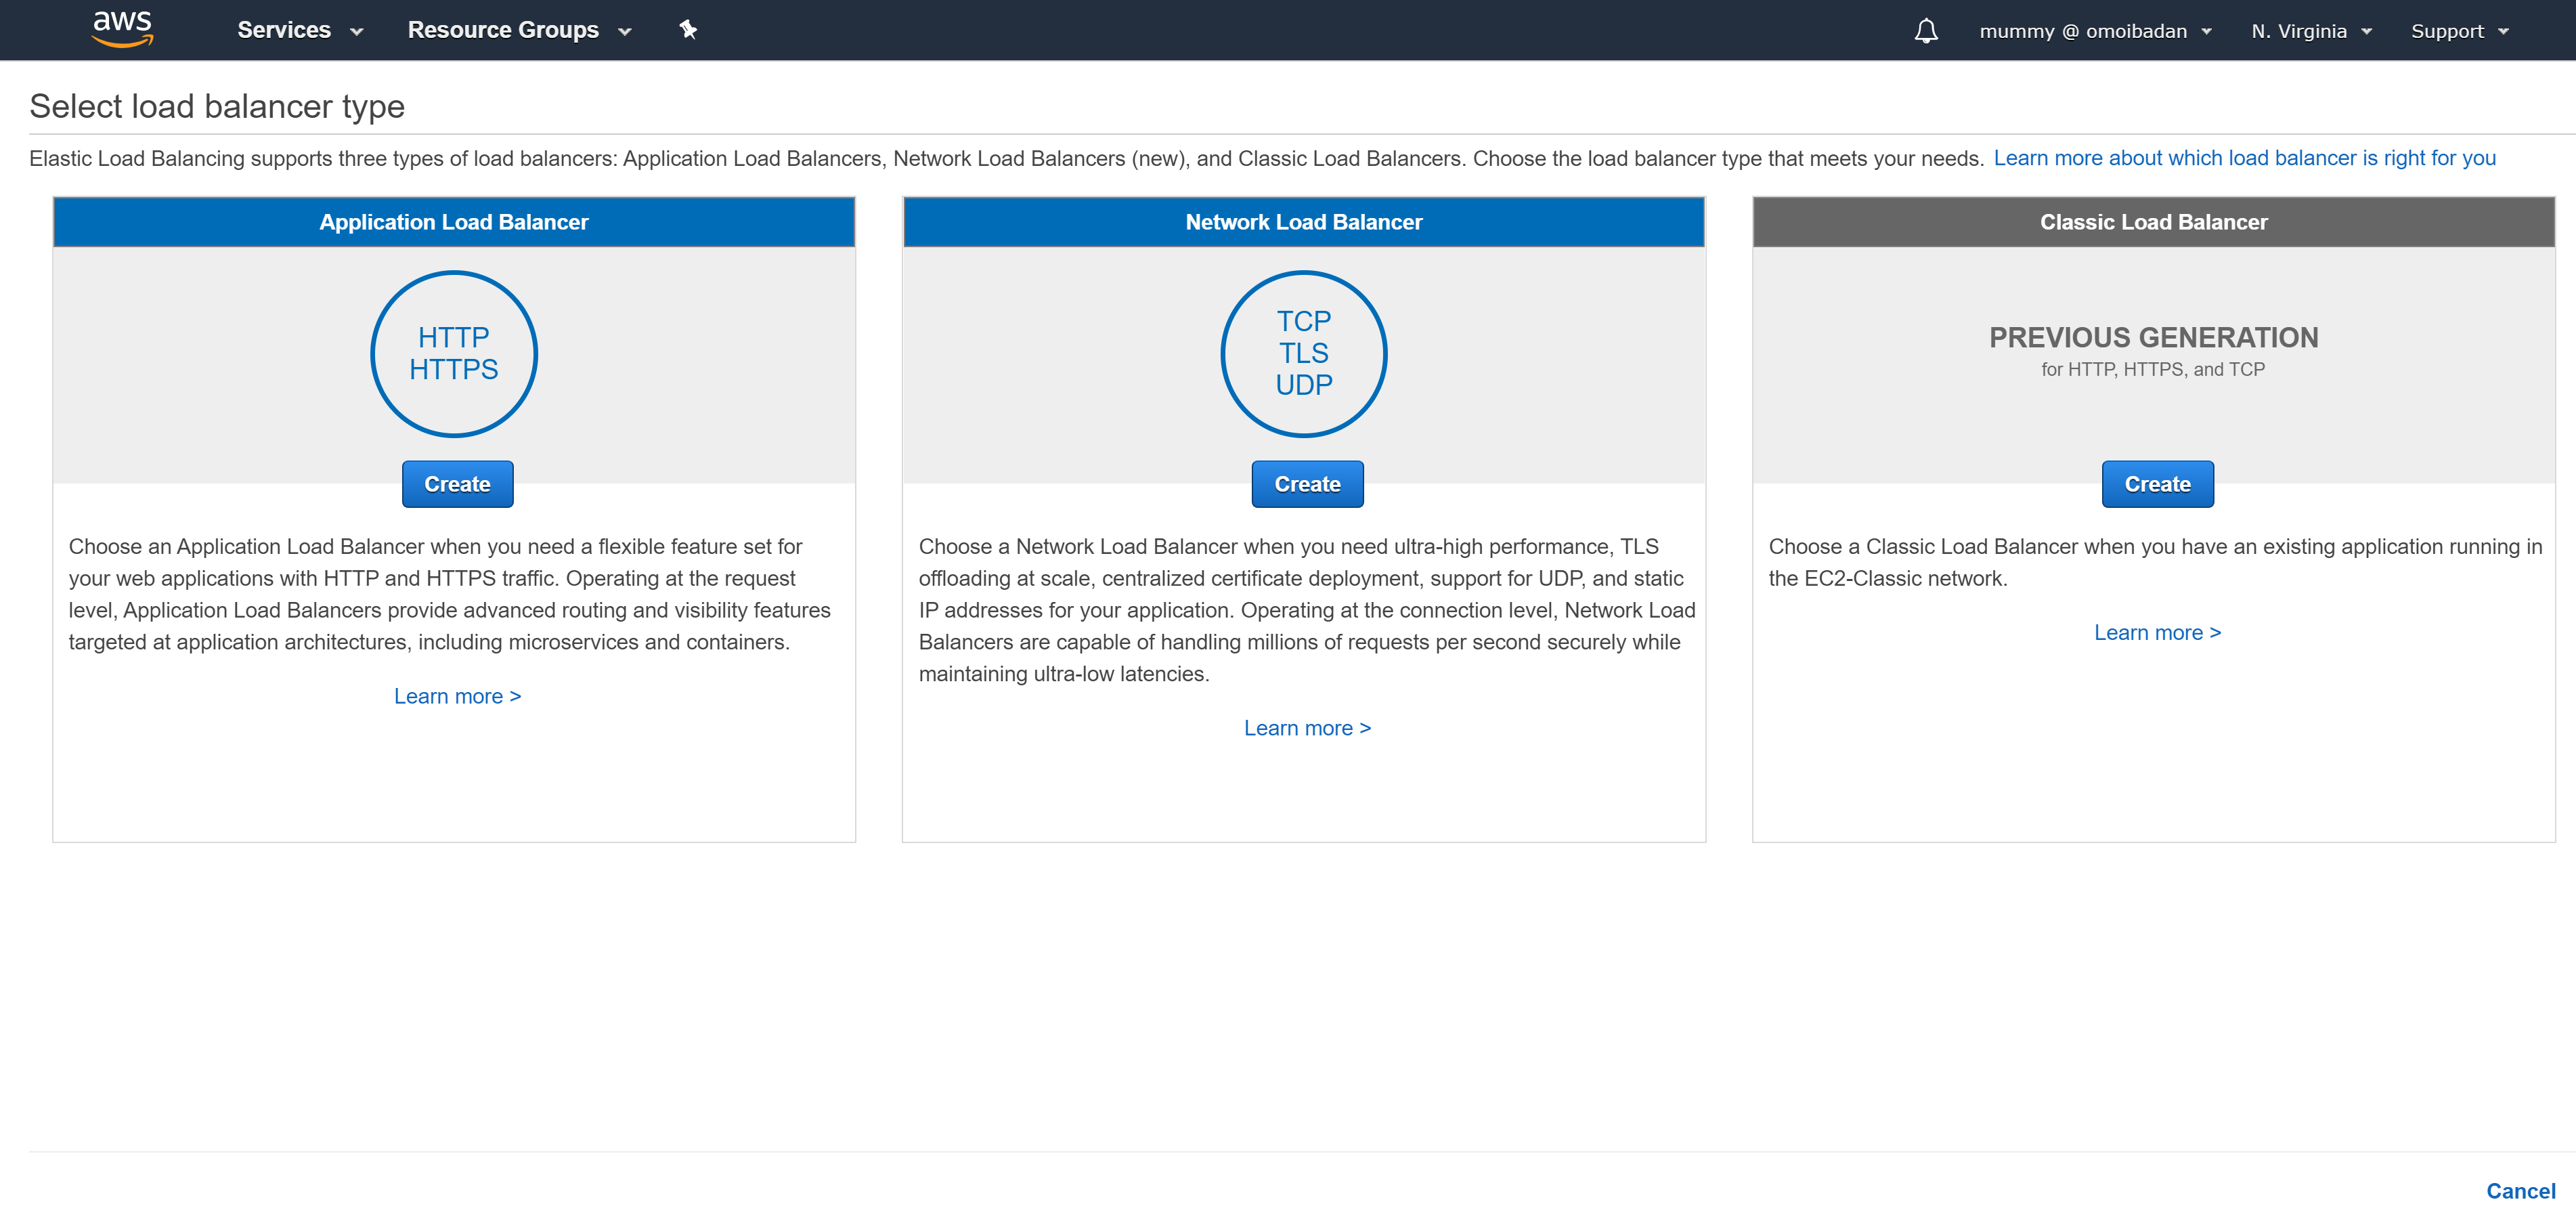 aws Services Resource Groups mummy @ omoibadan N. Virginia Support
Select load balancer type
Elastic Load Balancing supports three types of load balancers: Application Load Balancers, Network Load Balancers (new), and Classic Load Balancers. Choose the load balancer type that meets your needs. Learn more about which load balancer is right for you
Application Load Balancer
HTTP
HTTPS
Create
Choose an Application Load Balancer when you need a flexible feature set for
your web applications with HTTP and HTTPS traffic. Operating at the request
level, Application Load Balancers provide advanced routing and visibility features
targeted at application architectures, including microservices and containers.
Learn more >
Network Load Balancer
TCP
TLS
UDP
Create
Choose a Network Load Balancer when you need ultra-high performance, TLS
offloading at scale, centralized certificate deployment, support for UDP, and static
IP addresses for your application. Operating at the connection level, Network Load
Balancers are capable of handling millions of requests per second securely while
maintaining ultra-low latencies.
Learn more >
Classic Load Balancer
PREVIOUS GENERATION
for HTTP, HTTPS, and TCP
Create
Choose a Classic Load Balancer when you have an existing application running in
the EC2-Classic network.
Learn more >
Cancel